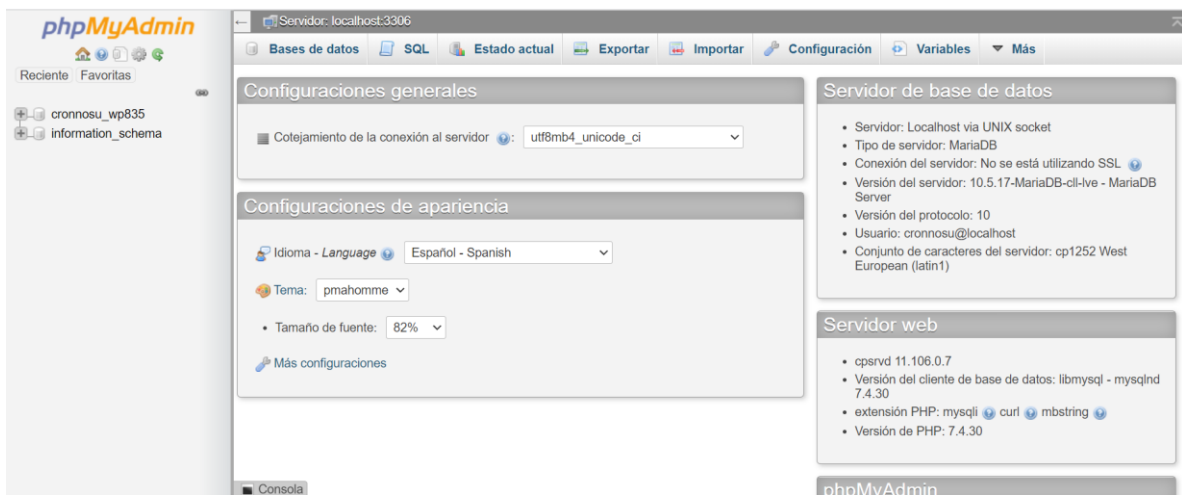 phpMyAdmin
Reciente Favoritas
cronnosu_wp835
information_schema
Servidor: localhost:3306
Bases de datos SQL Estado actual Exportar Importar Configuración Variables Más
Configuraciones generales
Cotejamiento de la conexión al servidor : utf8mb4_unicode_ci
Configuraciones de apariencia
Idioma - Language Español - Spanish
Tema: pmahomme
Tamaño de fuente: 82%
Más configuraciones
Consola
Servidor de base de datos
Servidor: Localhost via UNIX socket
Tipo de servidor: MariaDB
Conexión del servidor: No se está utilizando SSL
Versión del servidor: 10.5.17-MariaDB-cll-lve - MariaDB
Server
Versión del protocolo: 10
Usuario: cronnosu@localhost
Conjunto de caracteres del servidor: cp1252 West
European (latin1)
Servidor web
cpsrvd 11.106.0.7
Versión del cliente de base de datos: libmysql - mysqlnd
7.4.30
extensión PHP: mysqli curl mbstring
Versión de PHP: 7.4.30
phpMyAdmin